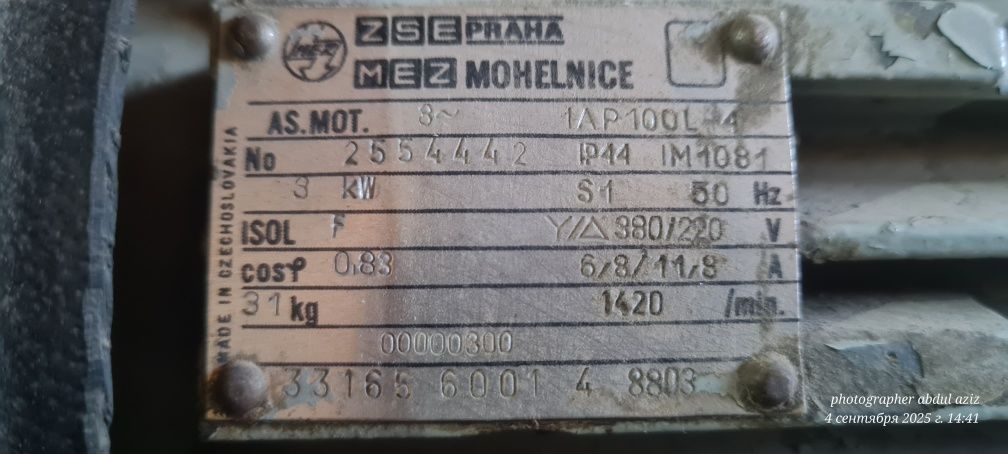 MEZ
ZSE PRAHA
MEZ MOHELNICE
AS.MOT. 3~ 1AP100L-4
No 2554442 IP44 IM1081
3 kW S1 50 Hz
ISOL F Y/△ 380/220 V
cosφ 0,83 6,8/11,8 A
31 kg 1420 /min.
00000300
33165 6001 4 8803
MADE IN CZECHOSLOVAKIA
photographer abdul aziz
4 сентября 2025 г. 14:41